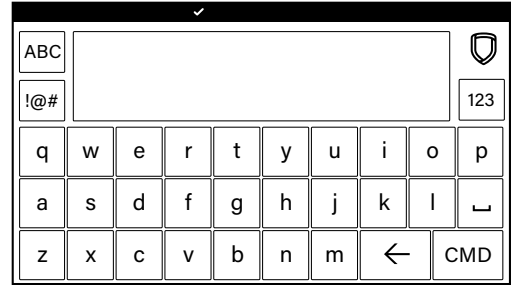 ABC
!@# 123
q w e r t y u i o p
a s d f g h j k l ⎵
z x c v b n m ← CMD